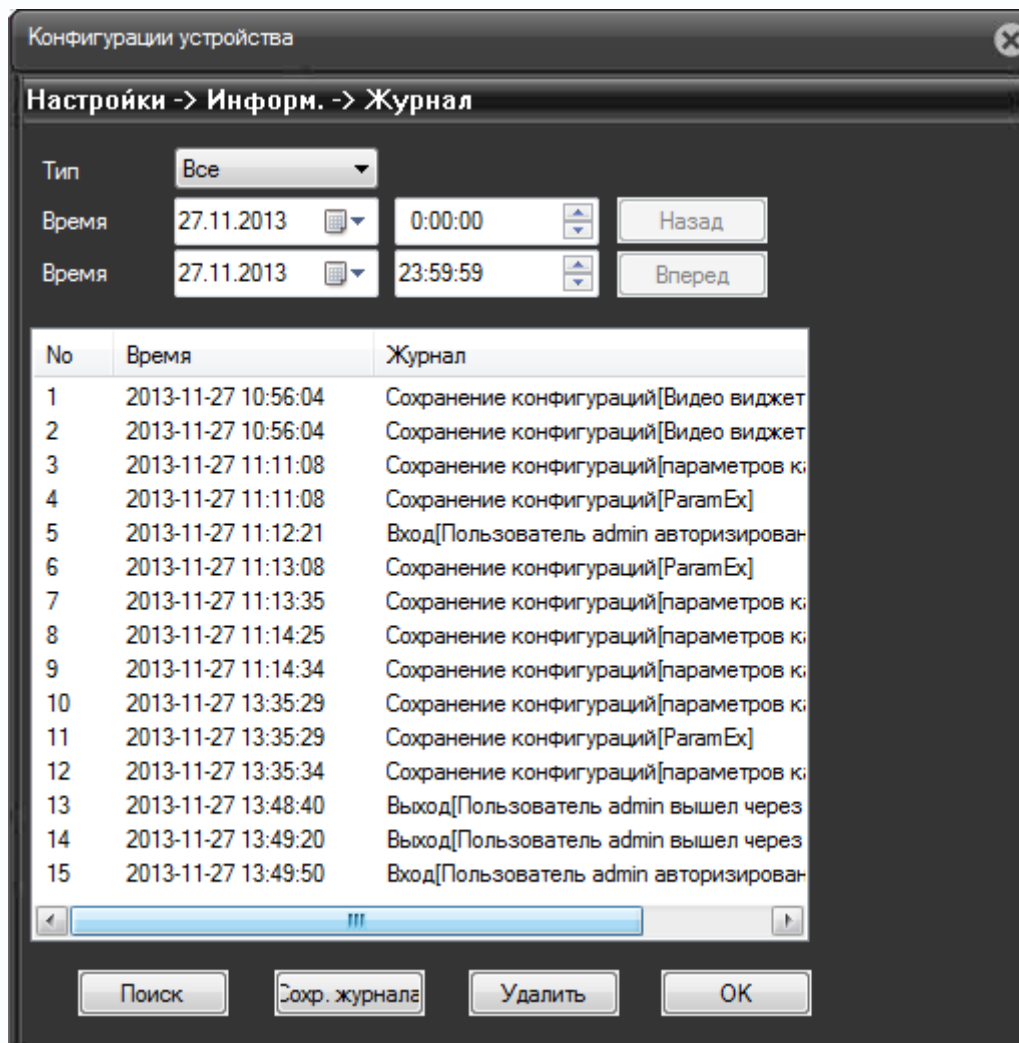 Конфигурации устройства
Настройки -> Информ. -> Журнал
Тип Все
Время 27.11.2013 0:00:00 Назад
Время 27.11.2013 23:59:59 Вперед
No Время Журнал
1 2013-11-27 10:56:04 Сохранение конфигураций[Видео виджет
2 2013-11-27 10:56:04 Сохранение конфигураций[Видео виджет
3 2013-11-27 11:11:08 Сохранение конфигураций[параметров ка
4 2013-11-27 11:11:08 Сохранение конфигураций[ParamEx]
5 2013-11-27 11:12:21 Вход[Пользователь admin авторизирован
6 2013-11-27 11:13:08 Сохранение конфигураций[ParamEx]
7 2013-11-27 11:13:35 Сохранение конфигураций[параметров ка
8 2013-11-27 11:14:25 Сохранение конфигураций[параметров ка
9 2013-11-27 11:14:34 Сохранение конфигураций[параметров ка
10 2013-11-27 13:35:29 Сохранение конфигураций[параметров ка
11 2013-11-27 13:35:29 Сохранение конфигураций[ParamEx]
12 2013-11-27 13:35:34 Сохранение конфигураций[параметров ка
13 2013-11-27 13:48:40 Выход[Пользователь admin вышел через
14 2013-11-27 13:49:20 Выход[Пользователь admin вышел через
15 2013-11-27 13:49:50 Вход[Пользователь admin авторизирован
Поиск Сохр. журнала Удалить OK